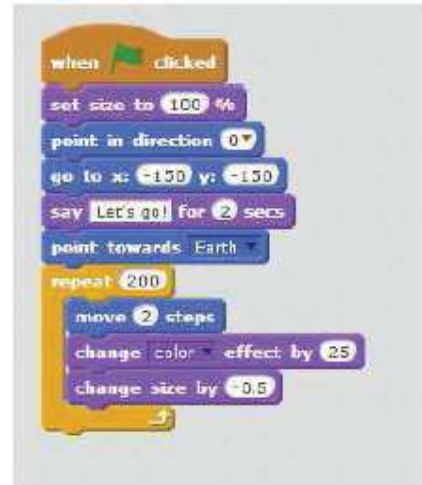 when clicked
set size to 100 %
point in direction 0
go to x: -150 y: -150
say Let's go! for 2 secs
point towards Earth
repeat 200
move 2 steps
change color effect by 25
change size by -0.5